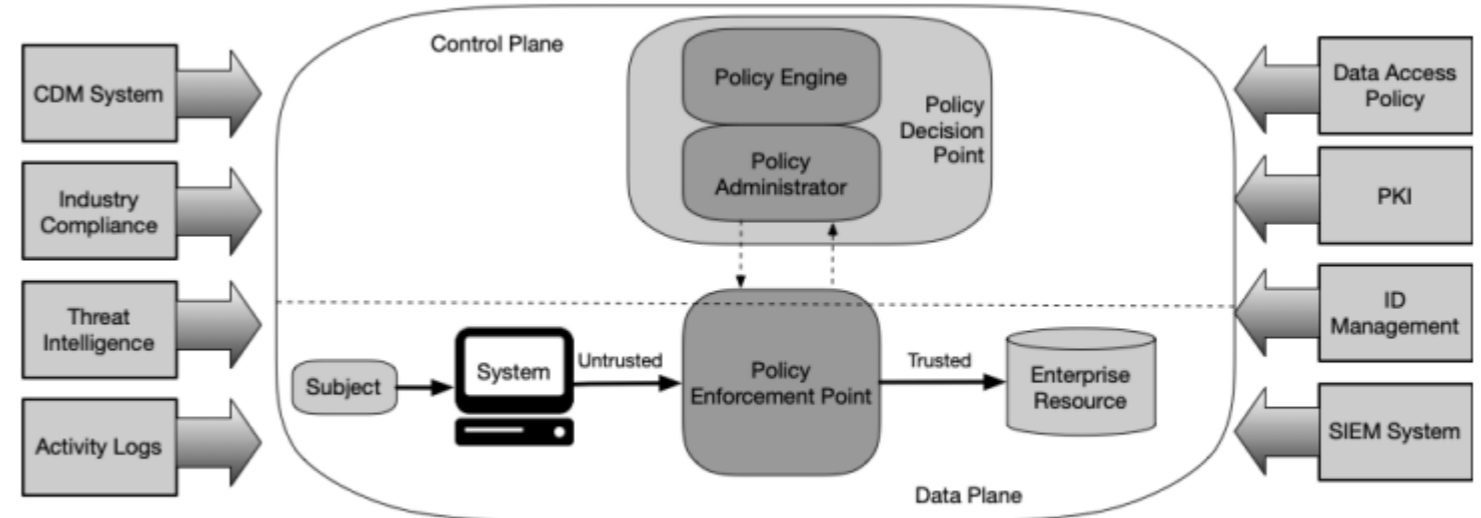 Control Plane
CDM System
Industry
Compliance
Threat
Intelligence
Activity Logs
Policy Engine
Policy
Administrator
Policy
Decision
Point
Subject
System
Untrusted
Policy
Enforcement Point
Trusted
Enterprise
Resource
Data Plane
Data Access
Policy
PKI
ID
Management
SIEM System